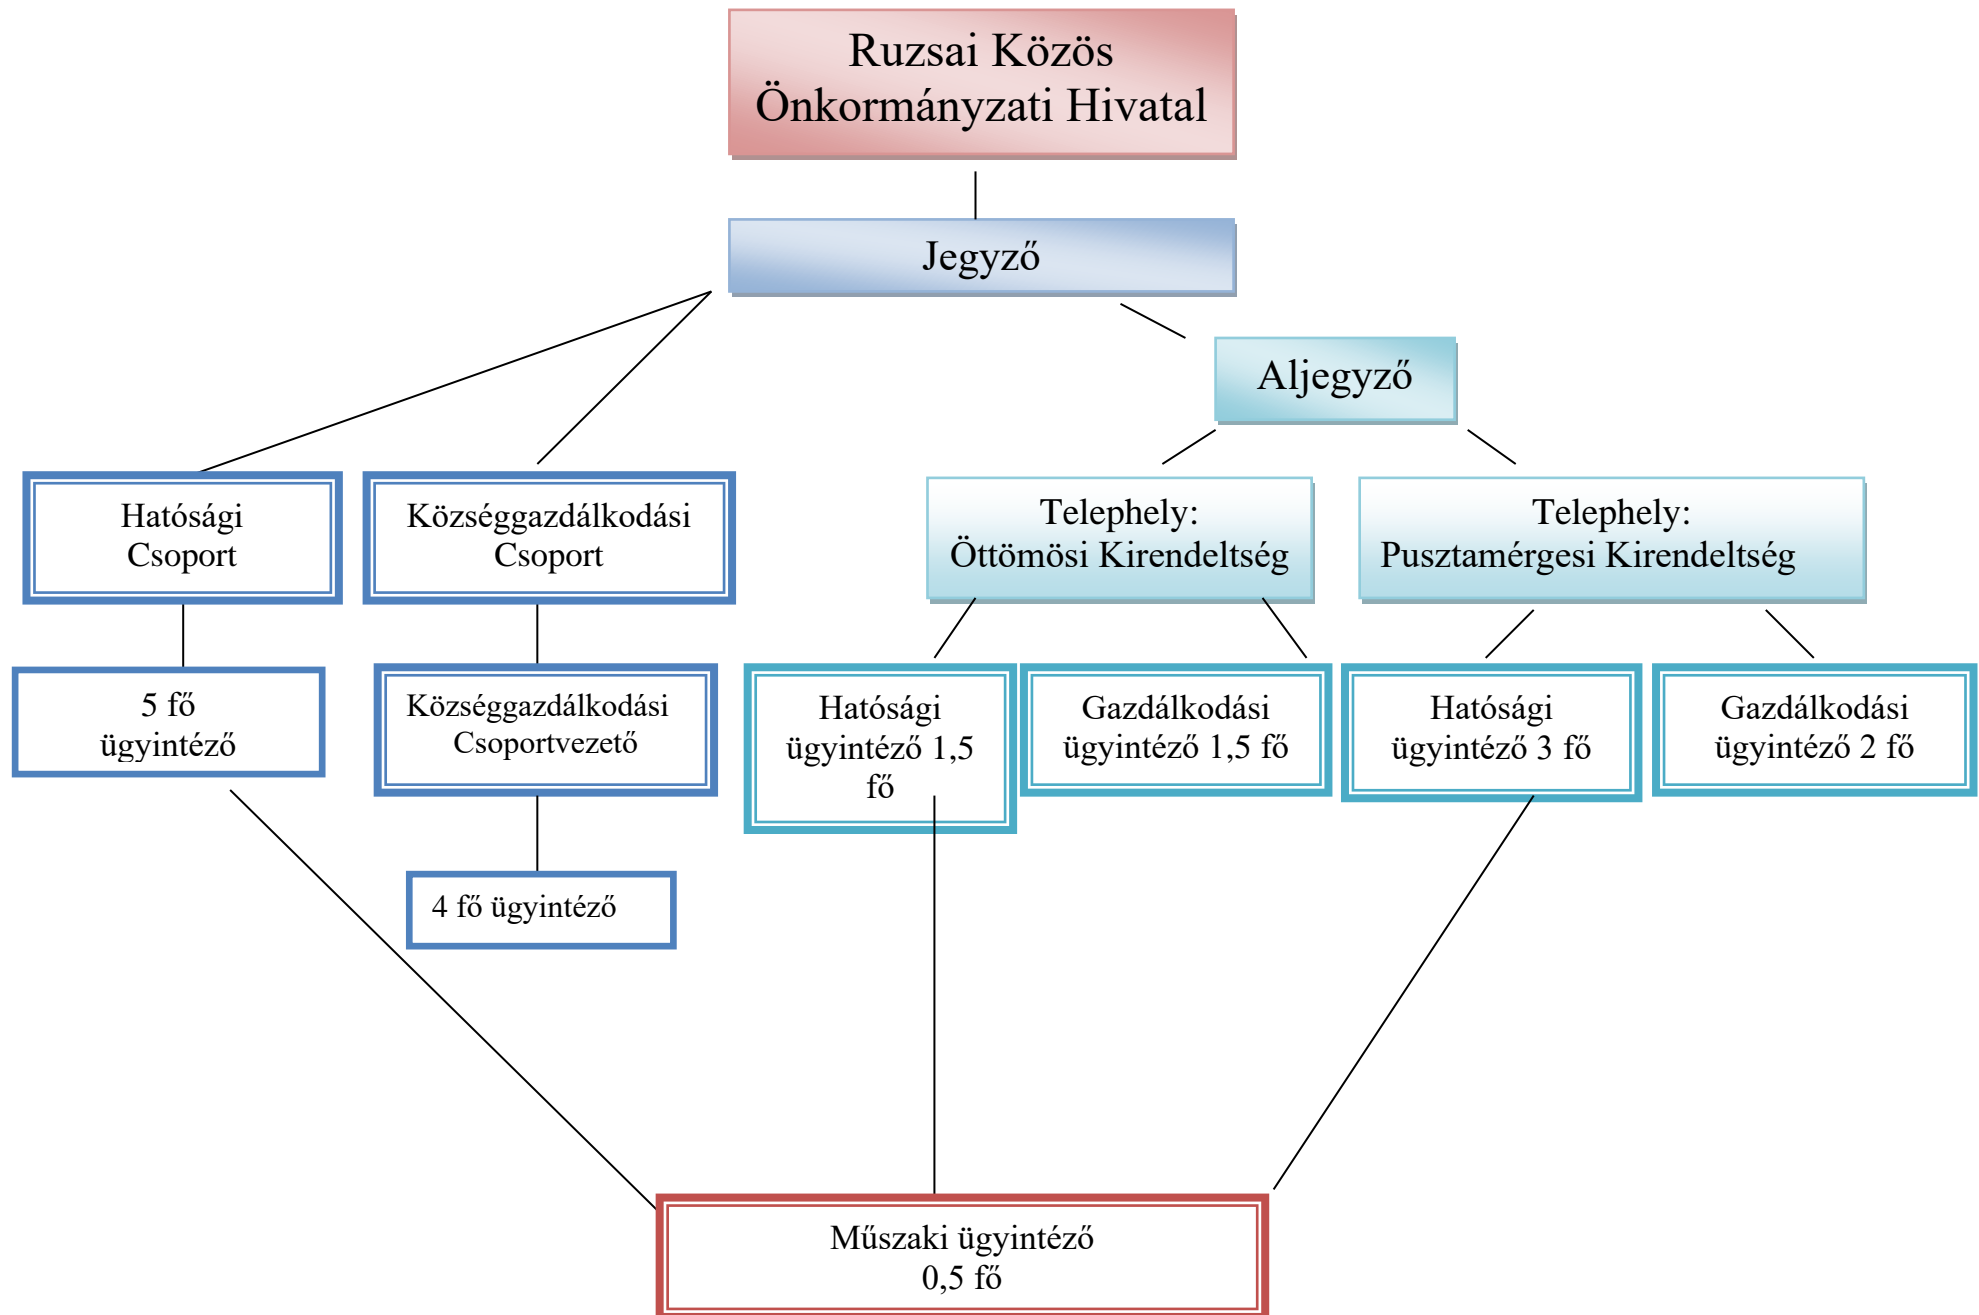 Ruzsai Közös
Önkormányzati Hivatal
Jegyző
Aljegyző
Hatósági
Csoport
Községgazdálkodási
Csoport
Telephely:
Öttömösi Kirendeltség
Telephely:
Pusztamérgesi Kirendeltség
5 fő
ügyintéző
Községgazdálkodási
Csoportvezető
Hatósági
ügyintéző 1,5
fő
Gazdálkodási
ügyintéző 1,5 fő
Hatósági
ügyintéző 3 fő
Gazdálkodási
ügyintéző 2 fő
4 fő ügyintéző
Műszaki ügyintéző
0,5 fő